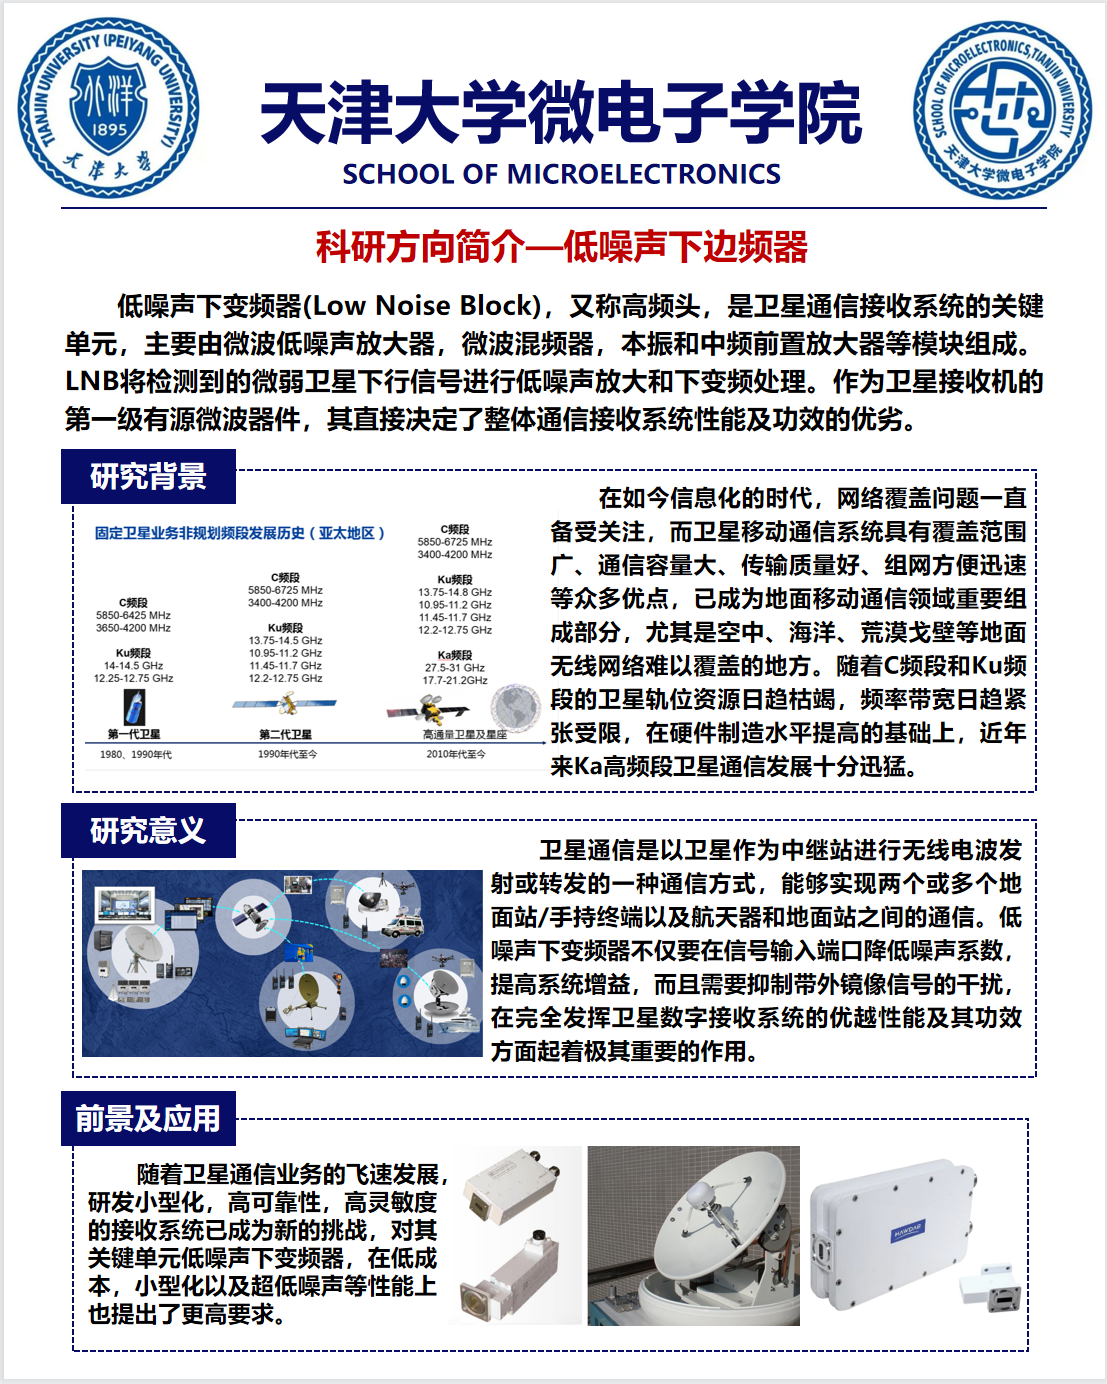 TIANJIN UNIVERSITY (PEIYANG UNIVERSITY)
北洋
1895
天津大学
天津大学微电子学院
SCHOOL OF MICROELECTRONICS
SCHOOL OF MICROELECTRONICS,TIANJIN UNIVERSITY
天津大学微电子学院
科研方向简介—低噪声下边频器
低噪声下变频器(Low Noise Block)，又称高频头，是卫星通信接收系统的关键
单元，主要由微波低噪声放大器，微波混频器，本振和中频前置放大器等模块组成。
LNB将检测到的微弱卫星下行信号进行低噪声放大和下变频处理。作为卫星接收机的
第一级有源微波器件，其直接决定了整体通信接收系统性能及功效的优劣。
研究背景
固定卫星业务非规划频段发展历史（亚太地区）
C频段
5850-6425 MHz
3650-4200 MHz
Ku频段
14-14.5 GHz
12.25-12.75 GHz
第一代卫星
1980、1990年代
C频段
5850-6725 MHz
3400-4200 MHz
Ku频段
13.75-14.5 GHz
10.95-11.2 GHz
11.45-11.7 GHz
12.2-12.75 GHz
第二代卫星
1990年代至今
C频段
5850-6725 MHz
3400-4200 MHz
Ku频段
13.75-14.8 GHz
10.95-11.2 GHz
11.45-11.7 GHz
12.2-12.75 GHz
Ka频段
27.5-31 GHz
17.7-21.2GHz
高通量卫星及星座
2010年代至今
在如今信息化的时代，网络覆盖问题一直
备受关注，而卫星移动通信系统具有覆盖范围
广、通信容量大、传输质量好、组网方便迅速
等众多优点，已成为地面移动通信领域重要组
成部分，尤其是空中、海洋、荒漠戈壁等地面
无线网络难以覆盖的地方。随着C频段和Ku频
段的卫星轨位资源日趋枯竭，频率带宽日趋紧
张受限，在硬件制造水平提高的基础上，近年
来Ka高频段卫星通信发展十分迅猛。
研究意义
卫星通信是以卫星作为中继站进行无线电波发
射或转发的一种通信方式，能够实现两个或多个地
面站/手持终端以及航天器和地面站之间的通信。低
噪声下变频器不仅要在信号输入端口降低噪声系数，
提高系统增益，而且需要抑制带外镜像信号的干扰，
在完全发挥卫星数字接收系统的优越性能及其功效
方面起着极其重要的作用。
前景及应用
随着卫星通信业务的飞速发展，
研发小型化，高可靠性，高灵敏度
的接收系统已成为新的挑战，对其
关键单元低噪声下变频器，在低成
本，小型化以及超低噪声等性能上
也提出了更高要求。